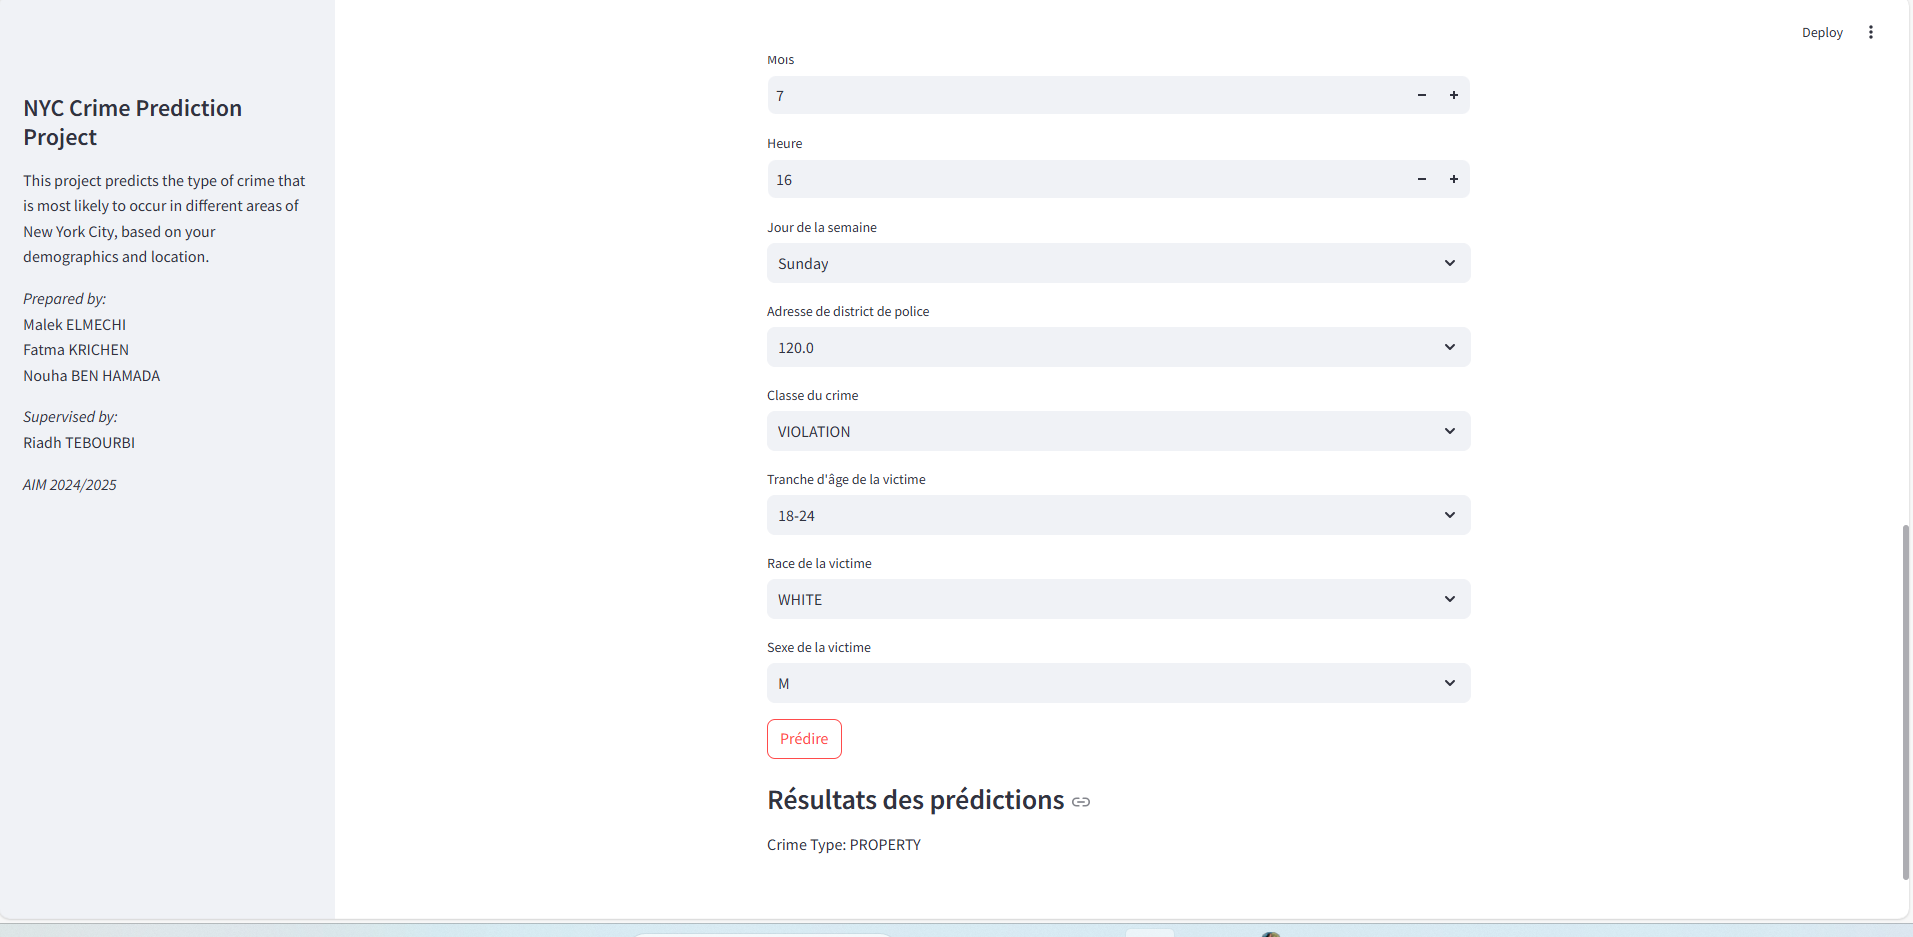 Deploy
NYC Crime Prediction
Project
This project predicts the type of crime that
is most likely to occur in different areas of
New York City, based on your
demographics and location.
Prepared by:
Malek ELMECHI
Fatma KRICHEN
Nouha BEN HAMADA
Supervised by:
Riadh TEBOURBI
AIM 2024/2025
Mois
7
Heure
16
Jour de la semaine
Sunday
Adresse de district de police
120.0
Classe du crime
VIOLATION
Tranche d'âge de la victime
18-24
Race de la victime
WHITE
Sexe de la victime
M
Prédire
Résultats des prédictions
Crime Type: PROPERTY